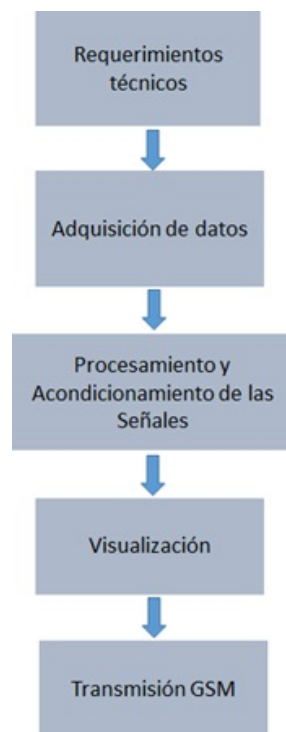 Requerimientos
técnicos
Adquisición de datos
Procesamiento y
Acondicionamiento de las
Señales
Visualización
Transmisión GSM